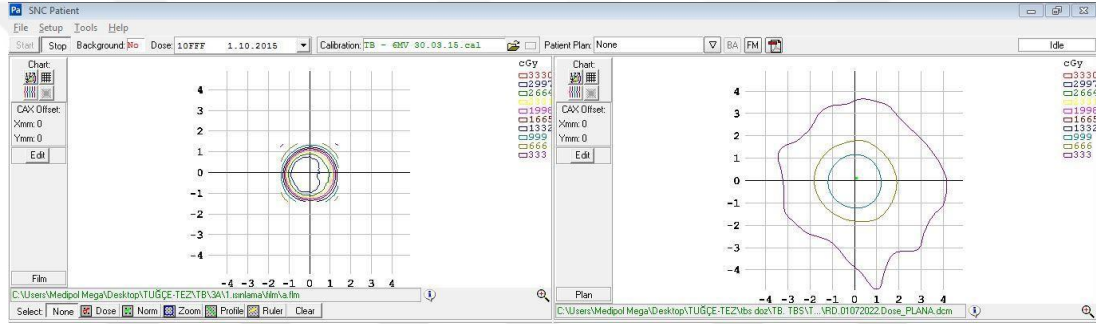 Pa SNC Patient
File Setup Tools Help
Start Stop Background: No Dose: 10FFF 1.10.2015 Calibration: TB - 6MV 30.03.15.cal Patient Plan: None BA FM Idle
Chart:
CAX Offset:
Xmm: 0
Ymm: 0
Edit
Film
4
3
2
1
0
-1
-2
-3
-4
-4 -3 -2 -1 0 1 2 3 4
cGy
3330
2997
2664
1998
1665
1332
999
666
333
C:\Users\Medipol Mega\Desktop\TUĞÇE-TEZ\TB\3A\1.ısınlama\film\a.flm
Select: None Dose Norm Zoom Profile Ruler Clear
Chart:
CAX Offset:
Xmm: 0
Ymm: 0
Edit
Plan
4
3
2
1
0
-1
-2
-3
-4
-4 -3 -2 -1 0 1 2 3 4
cGy
3330
2997
2664
1998
1665
1332
999
666
333
C:\Users\Medipol Mega\Desktop\TUĞÇE-TEZ\tbs doz\TB. TBS\T...\RD.01072022.Dose_PLANA.dcm